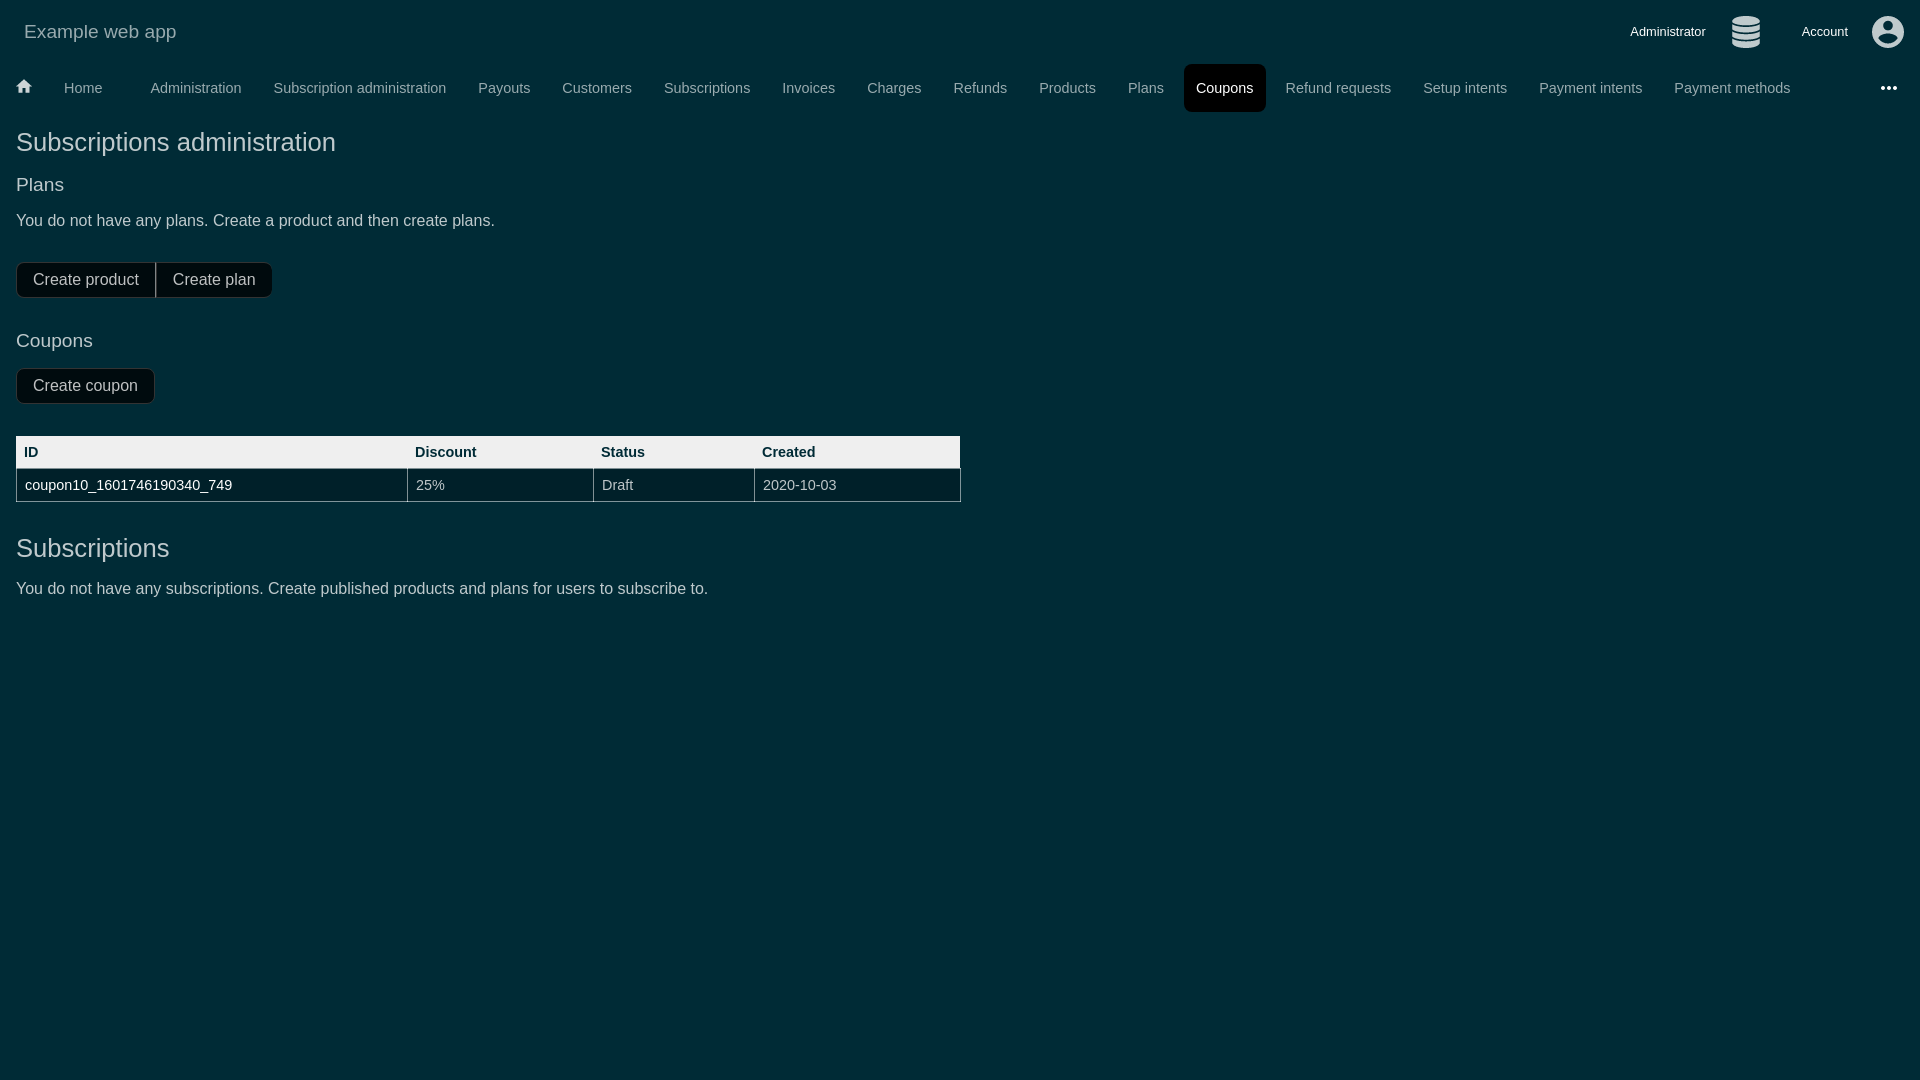 Example web app
Administrator
Account
Home Administration Subscription administration Payouts Customers Subscriptions Invoices Charges Refunds Products Plans Coupons Refund requests Setup intents Payment intents Payment methods
Subscriptions administration
Plans
You do not have any plans. Create a product and then create plans.
Create product Create plan
Coupons
Create coupon
ID Discount Status Created
coupon10_1601746190340_749 25% Draft 2020-10-03
Subscriptions
You do not have any subscriptions. Create published products and plans for users to subscribe to.